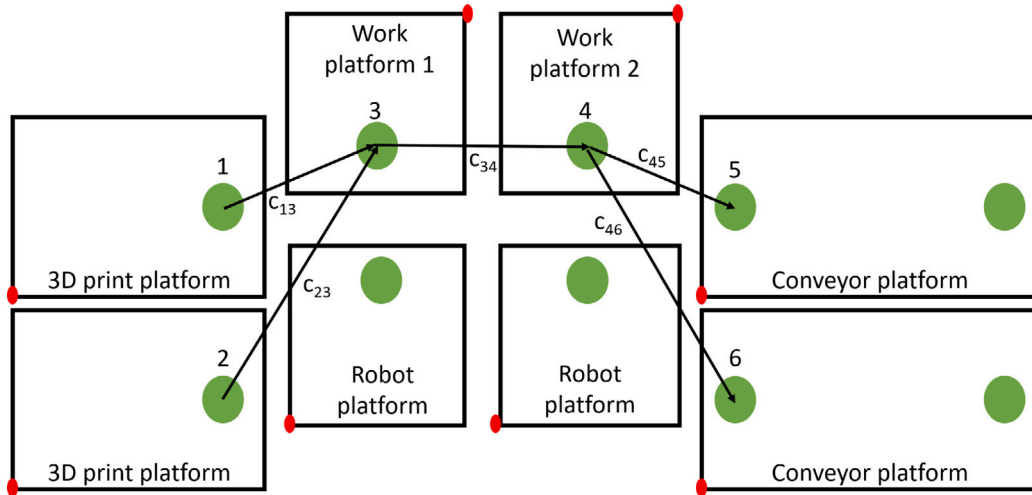 Work
platform 1
3
Work
platform 2
4
1
c₁₃
3D print platform
c₃₄
c₄₅
5
c₄₆
Conveyor platform
2
3D print platform
c₂₃
Robot
platform
Robot
platform
6
Conveyor platform